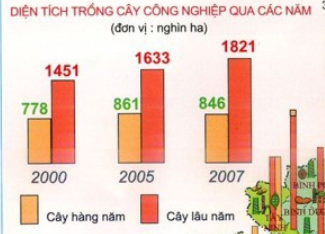 DIỆN TÍCH TRỒNG CÂY CÔNG NGHIỆP QUA CÁC NĂM
(đơn vị : nghìn ha)
778 1451 861 1633 846 1821
2000 2005 2007
Cây hàng năm Cây lâu năm